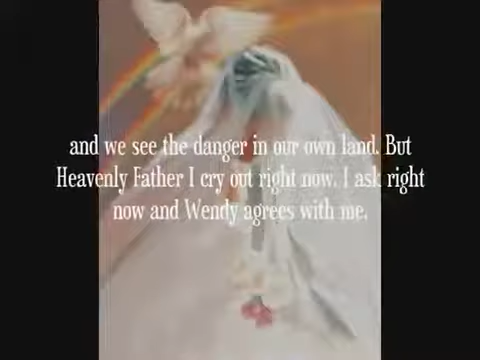 and we see the danger in our own land. But
Heavenly Father I cry out right now. I ask right
now and Wendy agrees with me.